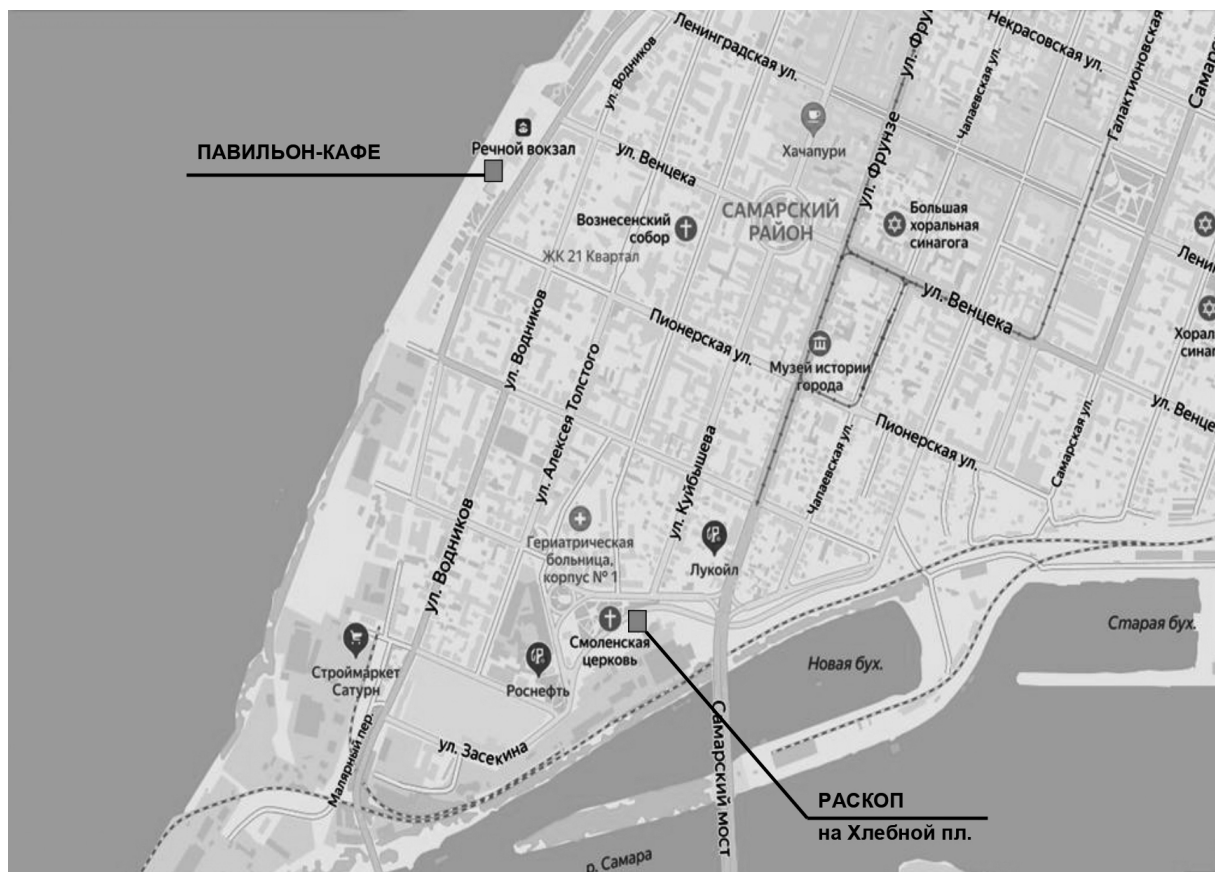 Ленинградская ул.
ул. Водников
ул. Фрунзе
Некрасовская ул.
Чапаевская ул.
Галактионовская
Самарс
ПАВИЛЬОН-КАФЕ
Речной вокзал
ул. Венцека
Хачапури
ул. Фрунзе
Вознесенский
собор
САМАРСКИЙ
РАЙОН
Большая
хоральная
синагога
ЖК 21 Квартал
Ленин
ул. Венцека
ул. Водников
Пионерская ул.
Музей истории
города
Хорал
синаг
ул. Алексея Толстого
ул. Куйбышева
Чапаевская ул.
Пионерская ул.
Самарская ул.
ул. Венце
ул. Водников
Гериатрическая
больница,
корпус № 1
Лукойл
Смоленская
церковь
Строймаркет
Сатурн
Роснефть
Новая бух.
Старая бух.
Малярный пер.
ул. Засекина
Самарский мост
РАСКОП
на Хлебной пл.
р. Самара